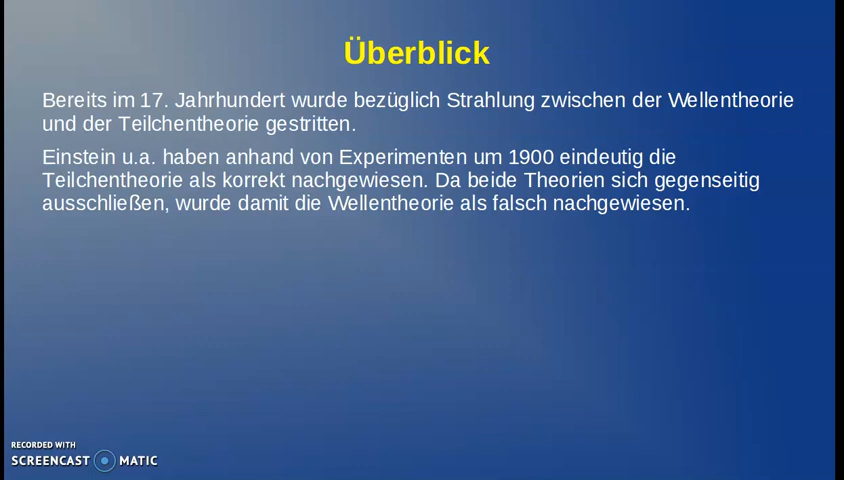 Überblick
Bereits im 17. Jahrhundert wurde bezüglich Strahlung zwischen der Wellentheorie
und der Teilchentheorie gestritten.
Einstein u.a. haben anhand von Experimenten um 1900 eindeutig die
Teilchentheorie als korrekt nachgewiesen. Da beide Theorien sich gegenseitig
ausschließen, wurde damit die Wellentheorie als falsch nachgewiesen.
RECORDED WITH
SCREENCAST MATIC